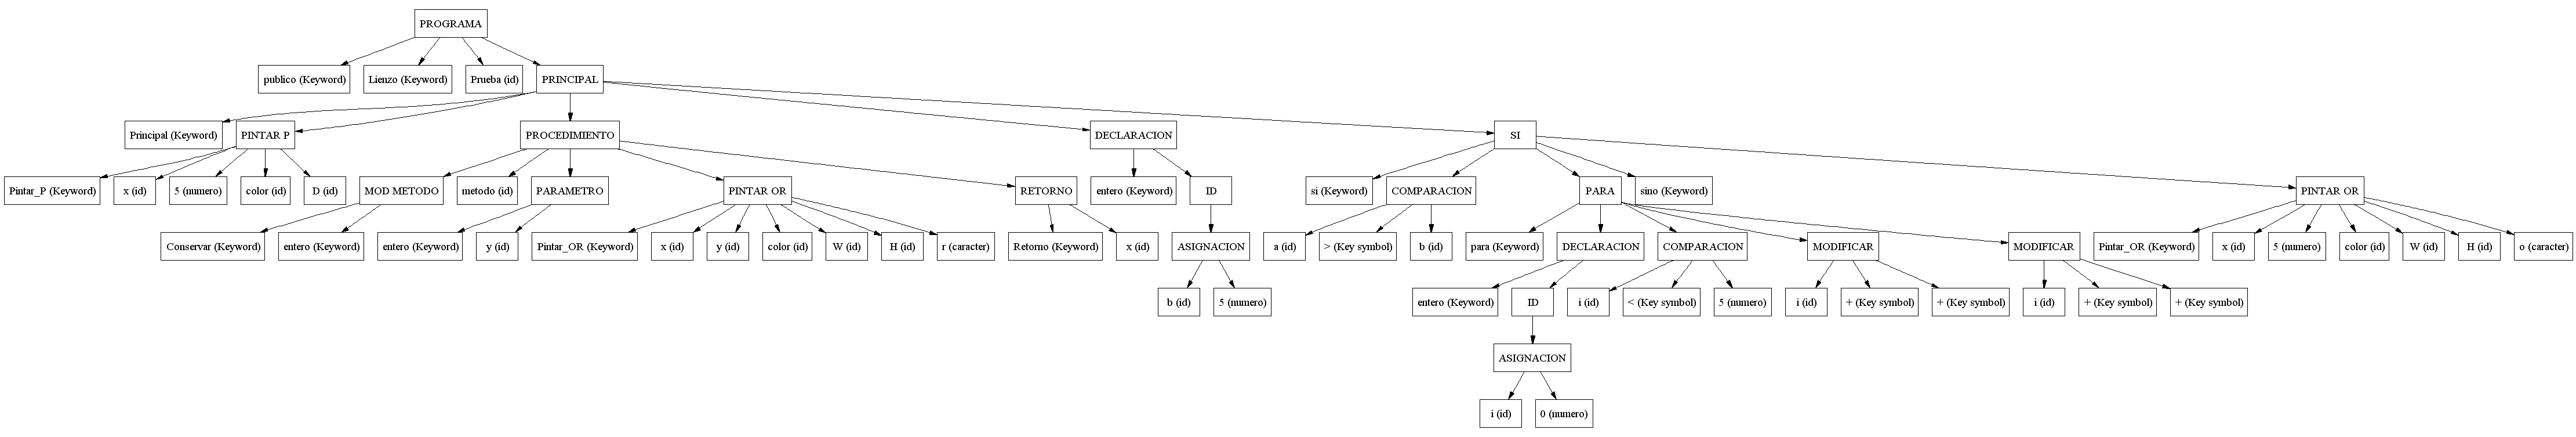 PROGRAMA
publico (Keyword) Lienzo (Keyword) Prueba (id) PRINCIPAL
Principal (Keyword) PINTAR P PROCEDIMIENTO DECLARACION SI
Pintar_P (Keyword) x (id) 5 (numero) color (id) D (id) MOD METODO metodo (id) PARAMETRO PINTAR OR RETORNO entero (Keyword) ID si (Keyword) COMPARACION PARA sino (Keyword) PINTAR OR
Conservar (Keyword) entero (Keyword) entero (Keyword) y (id) Pintar_OR (Keyword) x (id) y (id) color (id) W (id) H (id) r (caracter) Retorno (Keyword) x (id) ASIGNACION a (id) > (Key symbol) b (id) para (Keyword) DECLARACION COMPARACION MODIFICAR MODIFICAR Pintar_OR (Keyword) x (id) 5 (numero) color (id) W (id) H (id) o (caracter)
b (id) 5 (numero) entero (Keyword) ID i (id) < (Key symbol) 5 (numero) i (id) + (Key symbol) + (Key symbol) i (id) + (Key symbol) + (Key symbol)
ASIGNACION
i (id) 0 (numero)